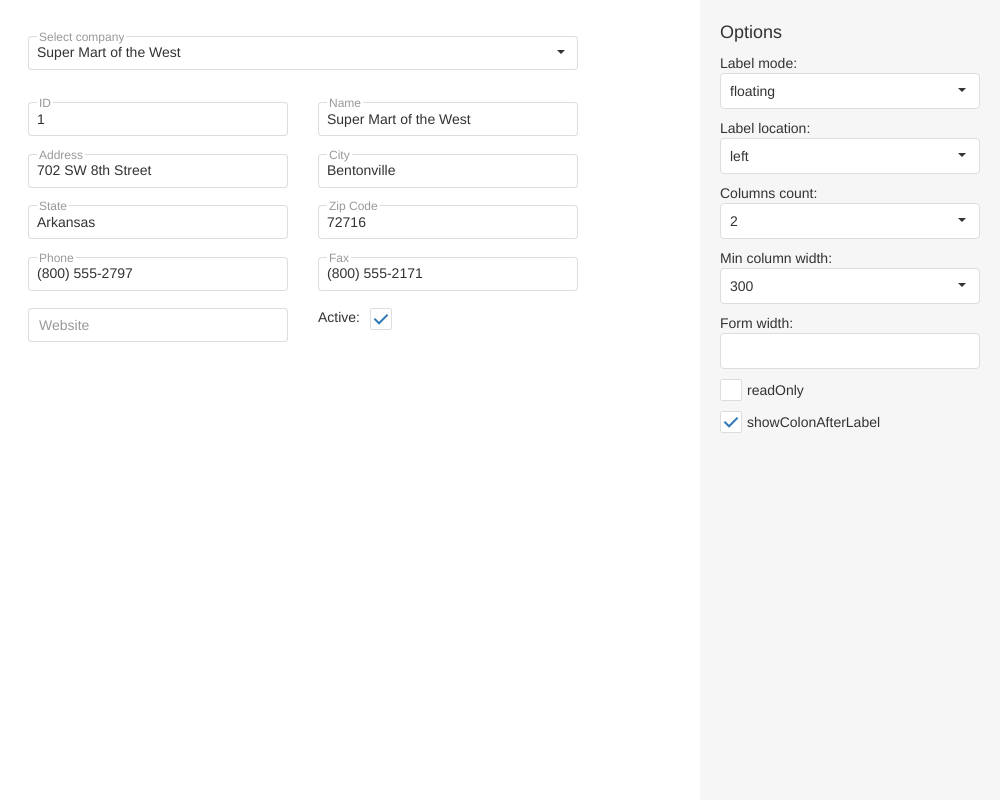 Select company
Super Mart of the West
ID
1
Name
Super Mart of the West
Address
702 SW 8th Street
City
Bentonville
State
Arkansas
Zip Code
72716
Phone
(800) 555-2797
Fax
(800) 555-2171
Website
Active:
Options
Label mode:
floating
Label location:
left
Columns count:
2
Min column width:
300
Form width:
readOnly
showColonAfterLabel